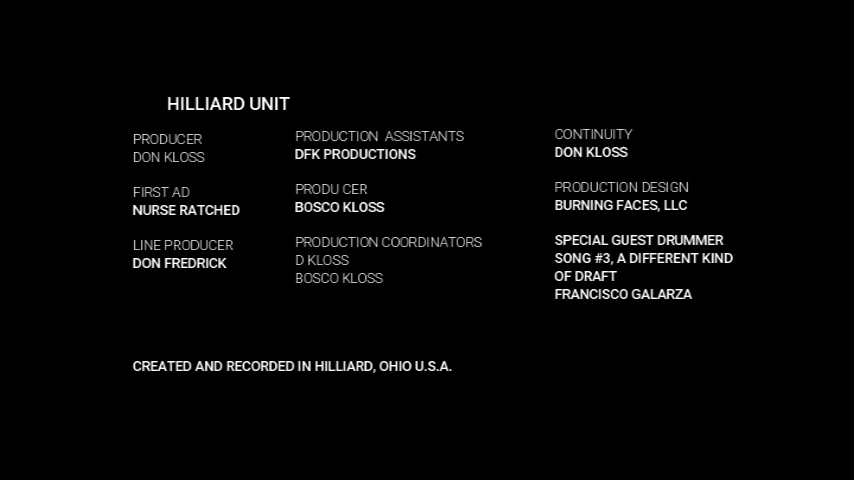 HILLIARD UNIT
PRODUCER
DON KLOSS
FIRST AD
NURSE RATCHED
LINE PRODUCER
DON FREDRICK
PRODUCTION ASSISTANTS
DFK PRODUCTIONS
PRODU CER
BOSCO KLOSS
PRODUCTION COORDINATORS
D KLOSS
BOSCO KLOSS
CONTINUITY
DON KLOSS
PRODUCTION DESIGN
BURNING FACES, LLC
SPECIAL GUEST DRUMMER
SONG #3, A DIFFERENT KIND
OF DRAFT
FRANCISCO GALARZA
CREATED AND RECORDED IN HILLIARD, OHIO U.S.A.